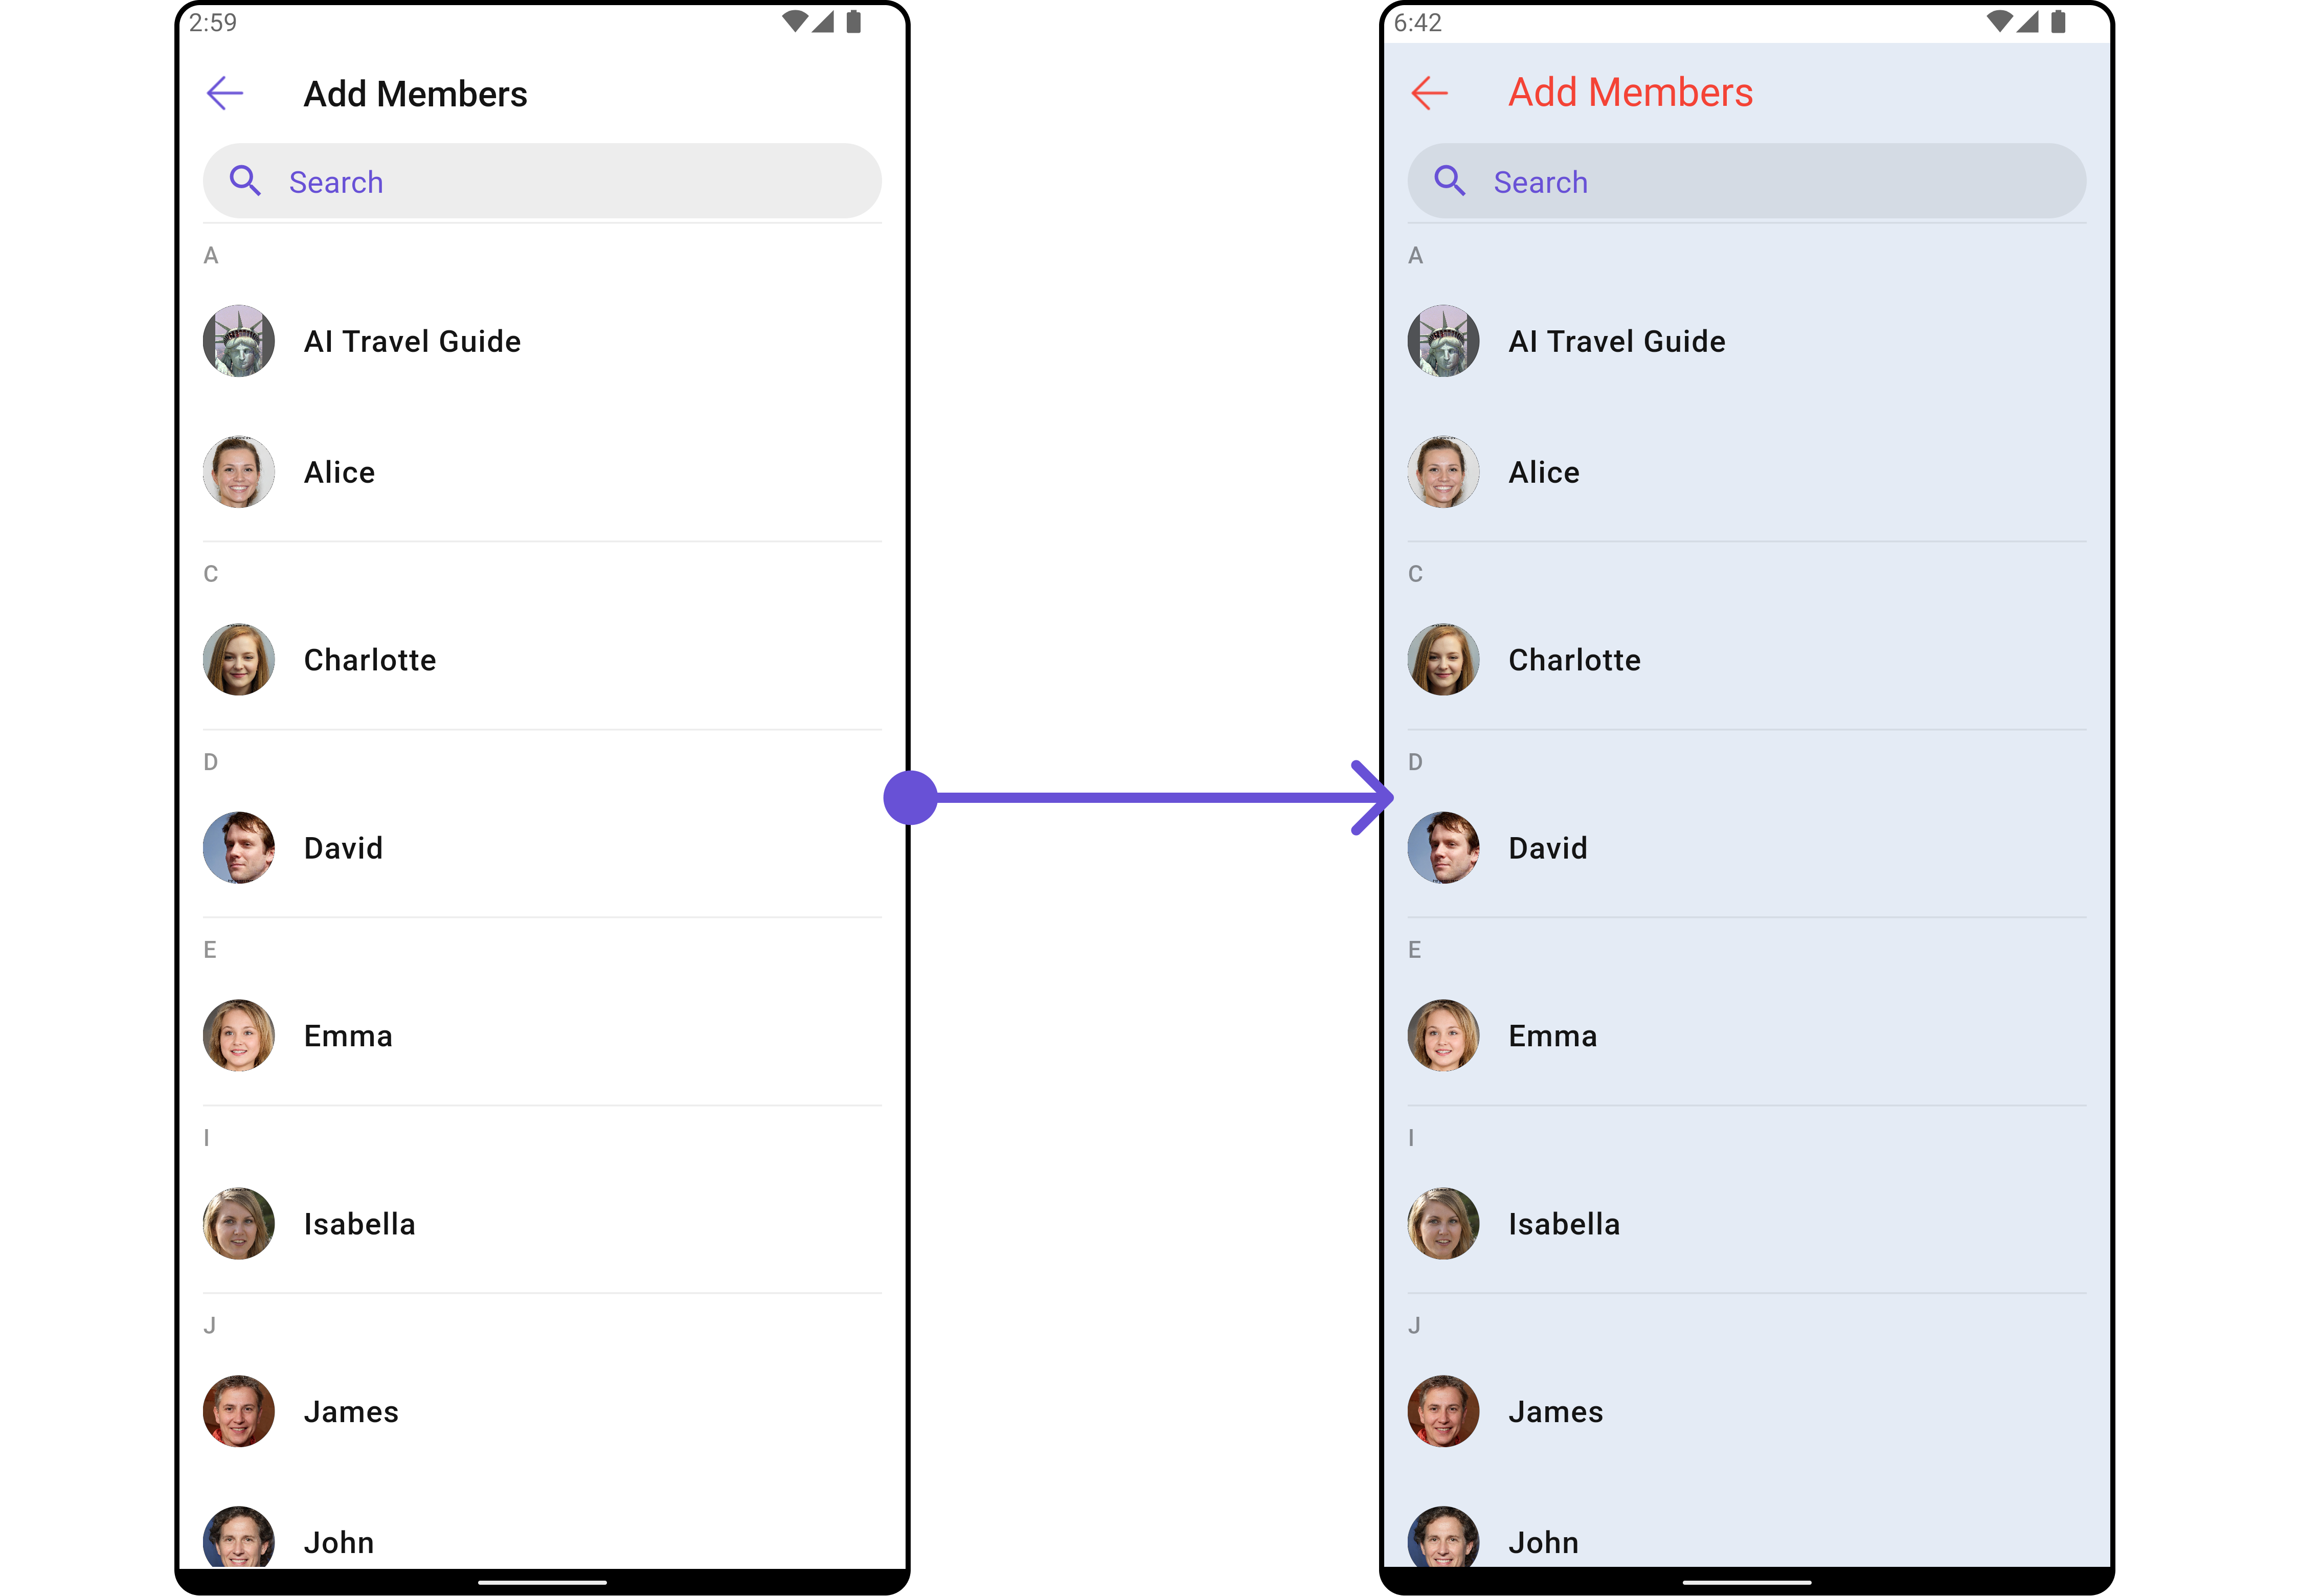 2:59
Add Members
Search
A
AI Travel Guide
Alice
C
Charlotte
D
David
E
Emma
I
Isabella
J
James
John
6:42
Add Members
Search
A
AI Travel Guide
Alice
C
Charlotte
D
David
E
Emma
I
Isabella
J
James
John